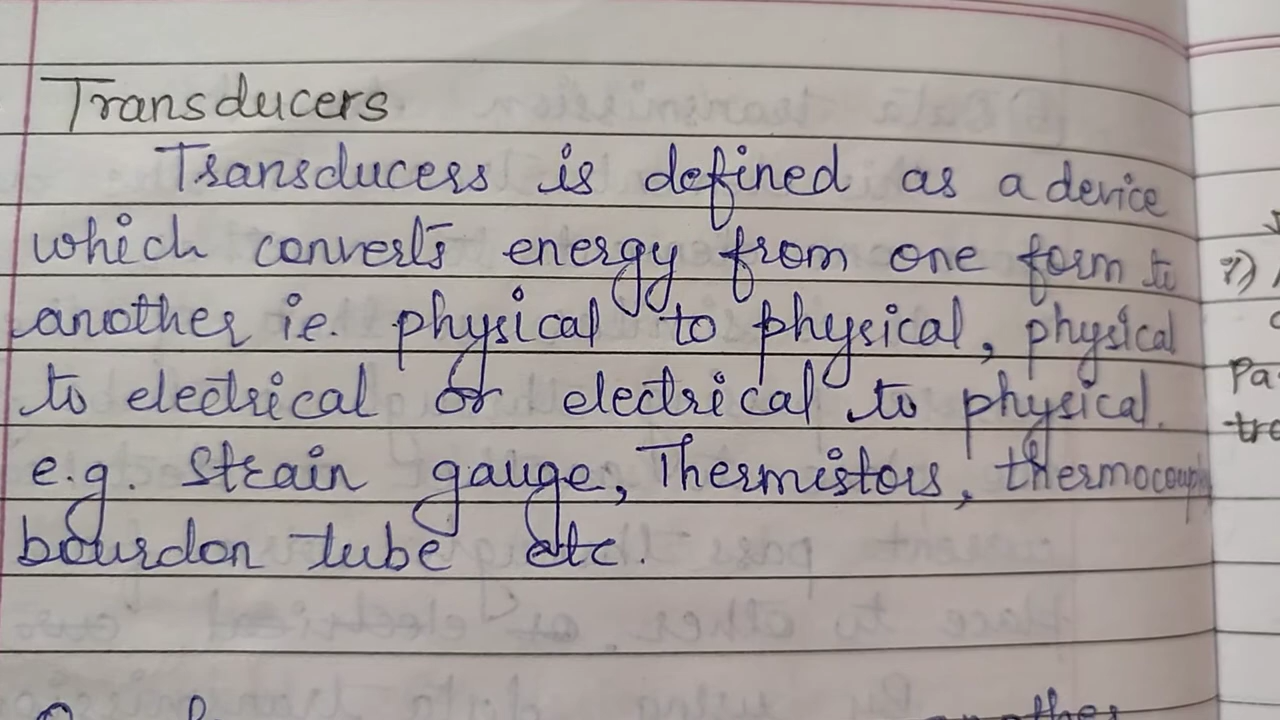 Transducers
Transducers is defined as a device
which converts energy from one form to
another i.e. physical to physical, physical
to electrical or electrical to physical.
e.g. Strain gauge, Thermistors, thermocouple
bourdon tube etc.
7)